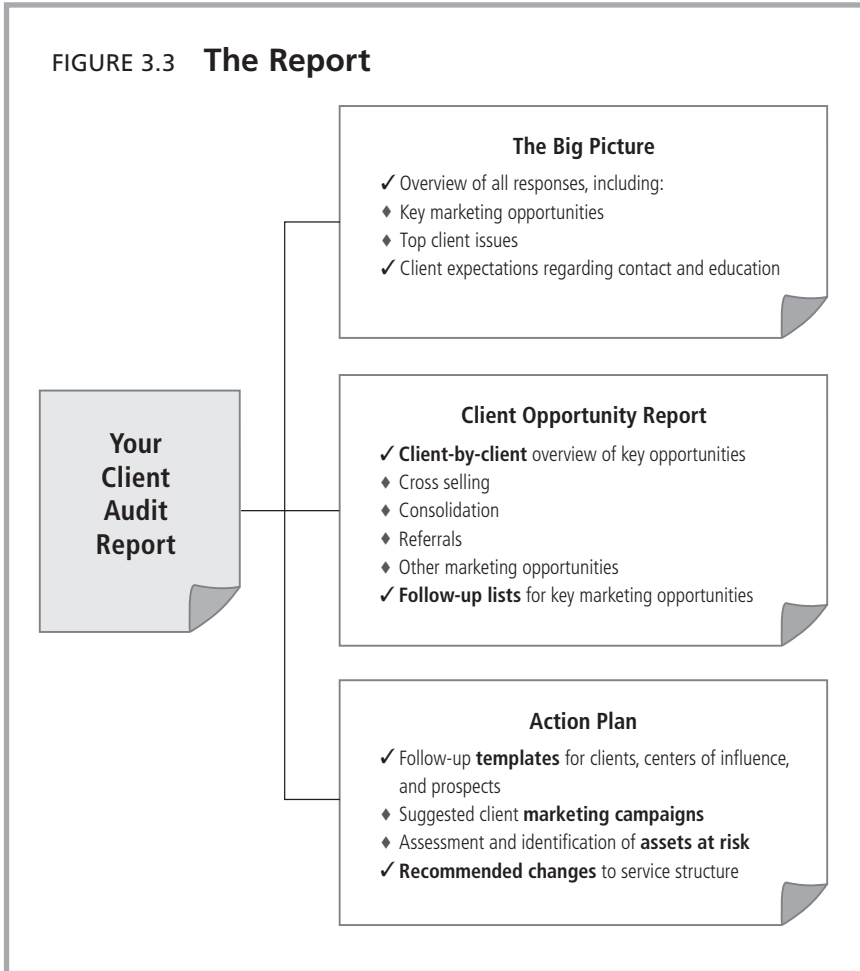 FIGURE 3.3 The Report
The Big Picture
✓ Overview of all responses, including:
♦ Key marketing opportunities
♦ Top client issues
✓ Client expectations regarding contact and education
Your
Client
Audit
Report
Client Opportunity Report
✓ Client-by-client overview of key opportunities
♦ Cross selling
♦ Consolidation
♦ Referrals
♦ Other marketing opportunities
✓ Follow-up lists for key marketing opportunities
Action Plan
✓ Follow-up templates for clients, centers of influence,
and prospects
♦ Suggested client marketing campaigns
♦ Assessment and identification of assets at risk
✓ Recommended changes to service structure